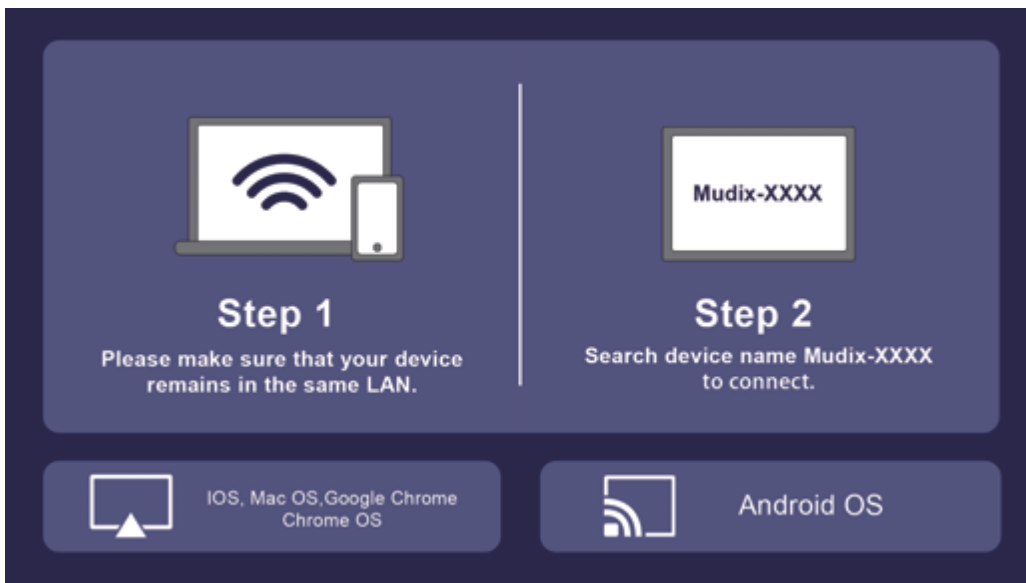 Mudix-XXXX
Step 1
Please make sure that your device
remains in the same LAN.
Step 2
Search device name Mudix-XXXX
to connect.
IOS, Mac OS,Google Chrome
Chrome OS
Android OS